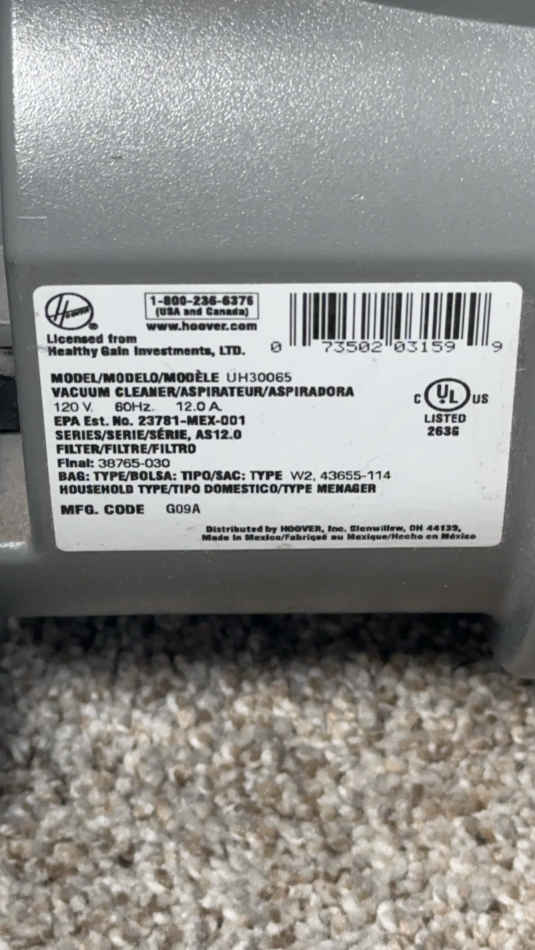 Hoover
®
1-800-236-6376
(USA and Canada)
www.hoover.com
Licensed from
Healthy Gain Investments, LTD.
0 73502 03159 9
MODEL/MODELO/MODÈLE UH30065
VACUUM CLEANER/ASPIRATEUR/ASPIRADORA
120 V. 60Hz. 12.0 A.
EPA Est. No. 23781-MEX-001
SERIES/SERIE/SÉRIE, AS12.0
FILTER/FILTRE/FILTRO
Final: 38765-030
BAG: TYPE/BOLSA: TIPO/SAC: TYPE W2, 43655-114
HOUSEHOLD TYPE/TIPO DOMESTICO/TYPE MENAGER
MFG. CODE G09A
C UL US
LISTED
263G
Distributed by HOOVER, Inc. Glenwillow, OH 44139,
Made in Mexico/Fabriqué au Mexique/Hecho en México